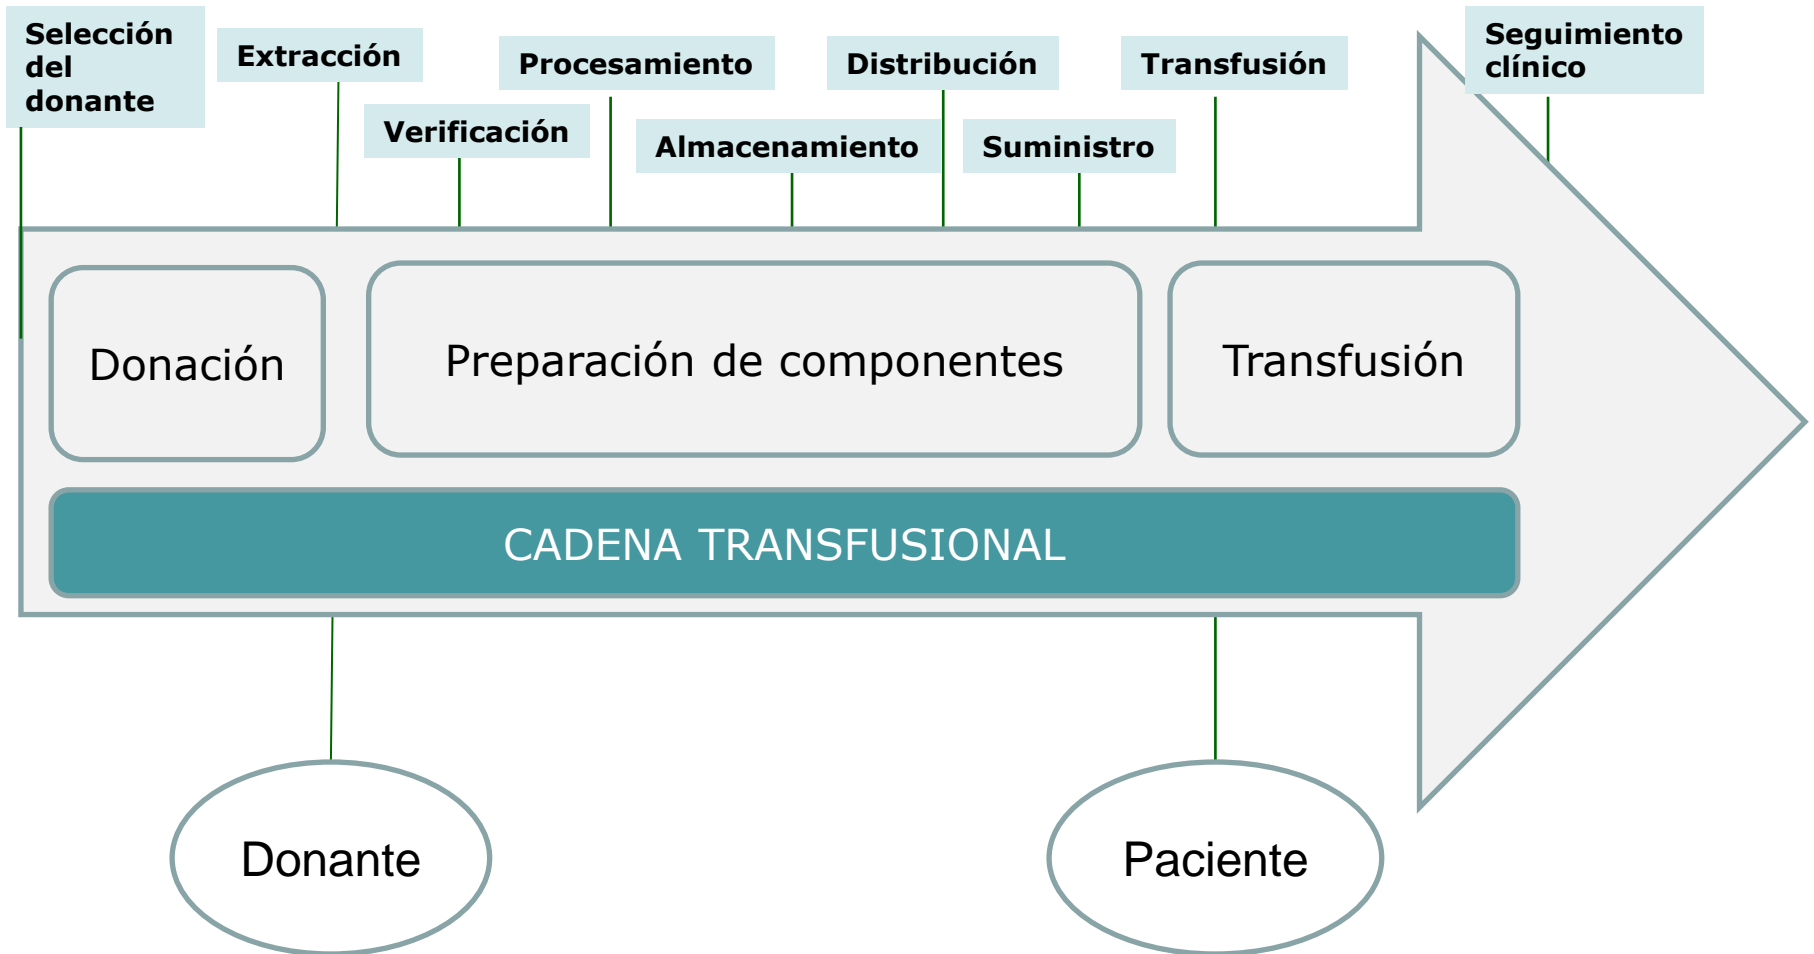 Selección
del
donante
Extracción
Verificación
Procesamiento
Almacenamiento
Distribución
Suministro
Transfusión
Seguimiento
clínico
Donación
Preparación de componentes
Transfusión
CADENA TRANSFUSIONAL
Donante
Paciente